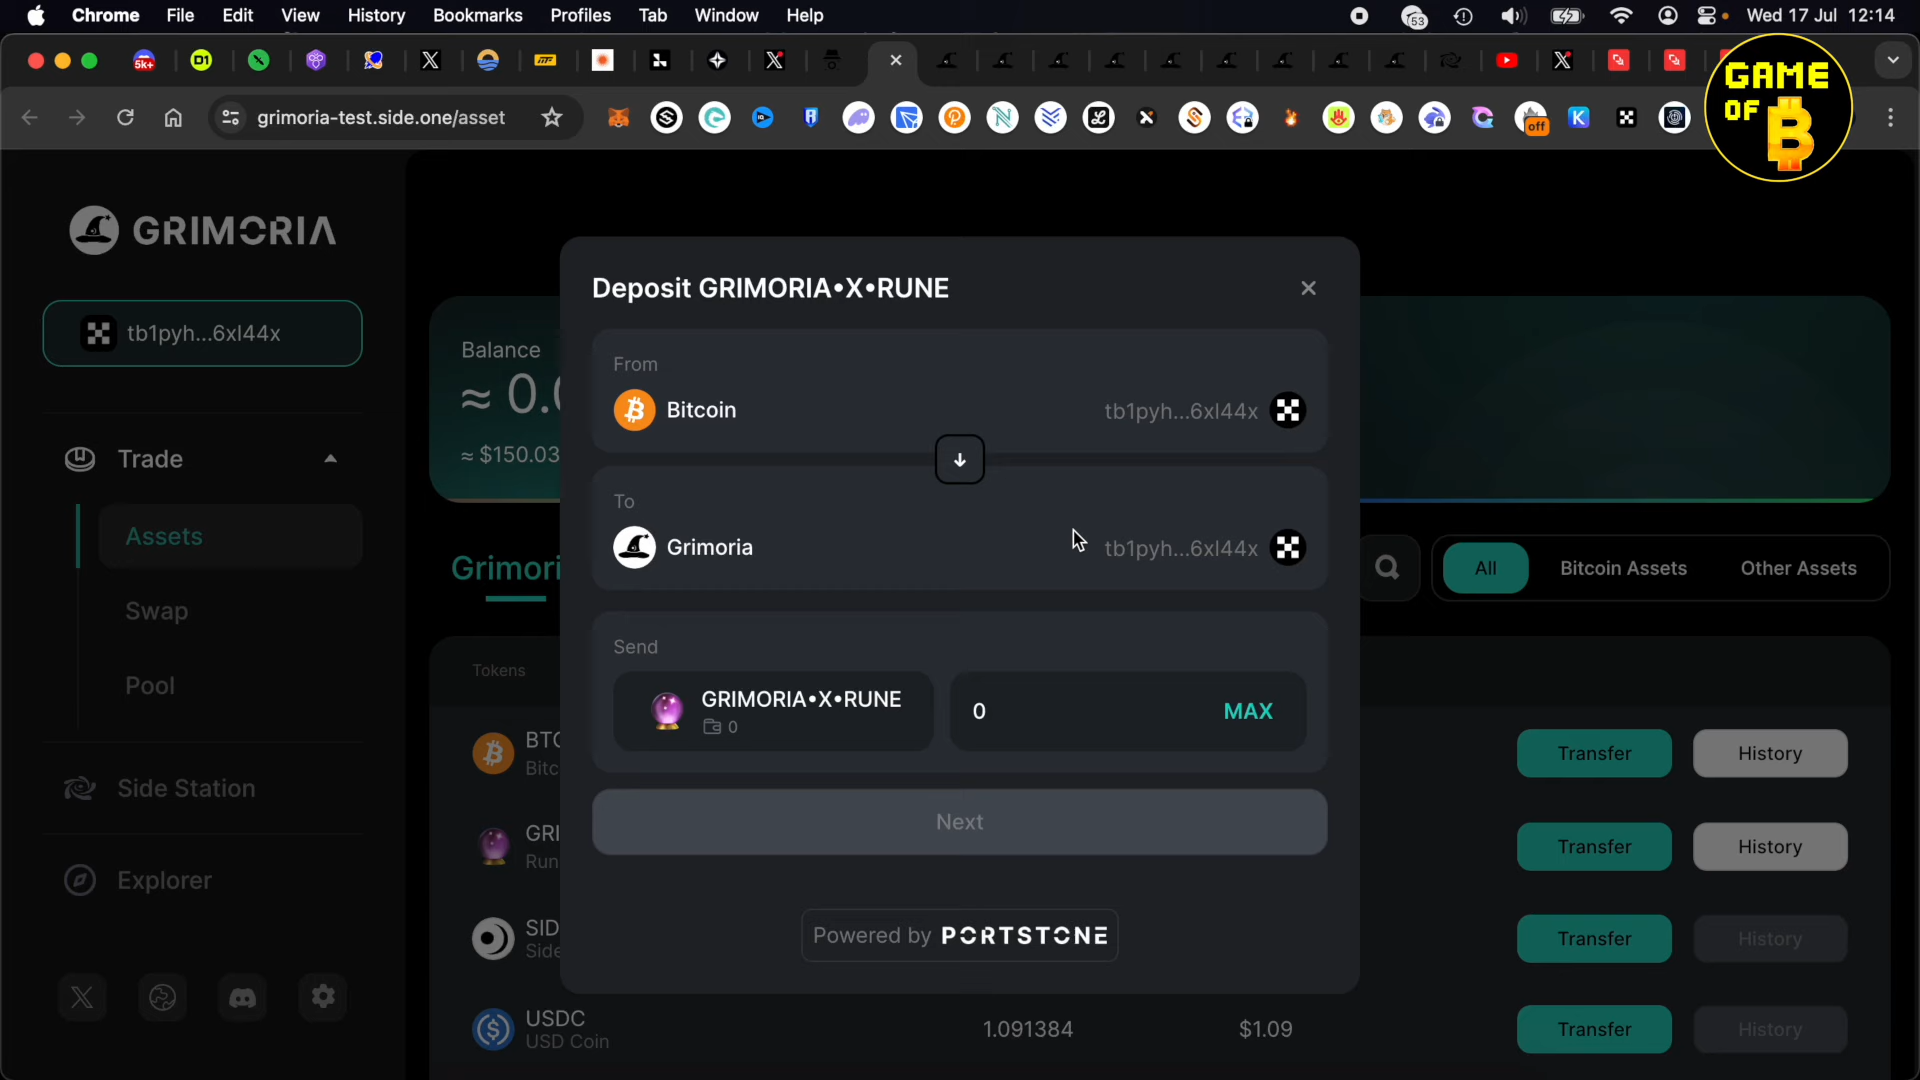 Chrome File Edit View History Bookmarks Profiles Tab Window Help 53 Wed 17 Jul 12:14
5k+ D1
GAME
OF B
grimoria-test.side.one/asset
off
GRIMORIA
Deposit GRIMORIA•X•RUNE
tb1pyh...6xl44x
Balance
From
≈ 0.0
Bitcoin tb1pyh...6xl44x
≈ $150.03
Trade
To
Assets
Grimoria tb1pyh...6xl44x
Grimori
All Bitcoin Assets Other Assets
Swap
Send
Tokens
Pool
GRIMORIA•X•RUNE
0
0 MAX
BTC
Bitc
Transfer History
Side Station
Next
GRI
Run
Transfer History
Explorer
SID
Side
Powered by PORTSTONE
Transfer History
USDC
USD Coin
1.091384 $1.09
Transfer History